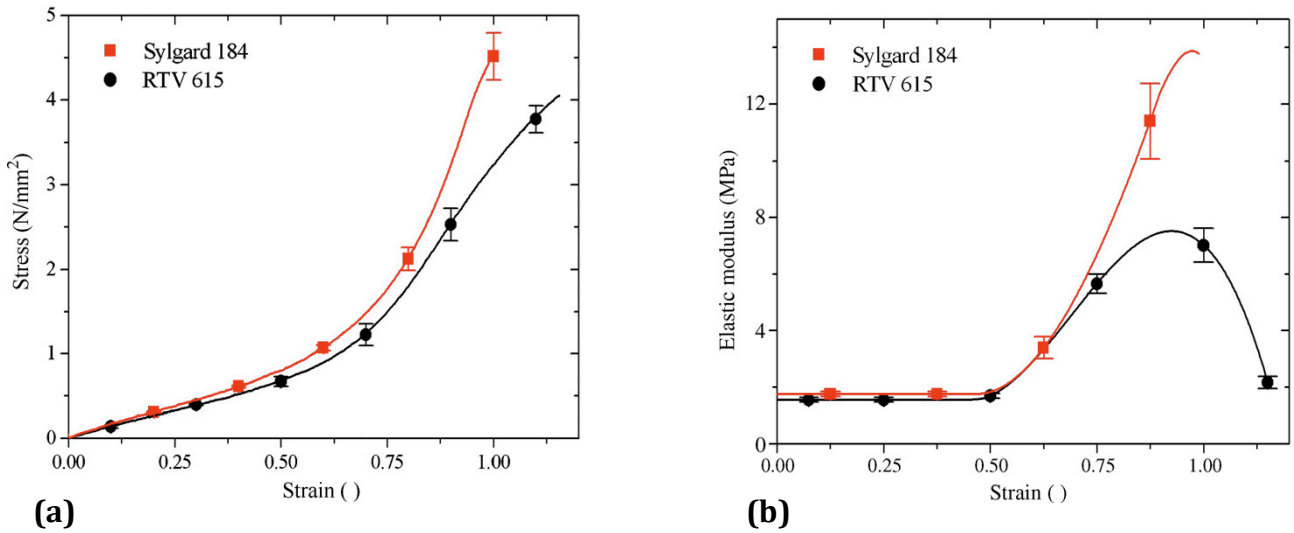 5
4
3
2
1
0
Stress (N/mm²)
Sylgard 184
RTV 615
0.00 0.25 0.50 0.75 1.00
Strain ( )
(a)
12
8
4
0
Elastic modulus (MPa)
Sylgard 184
RTV 615
0.00 0.25 0.50 0.75 1.00
Strain ( )
(b)